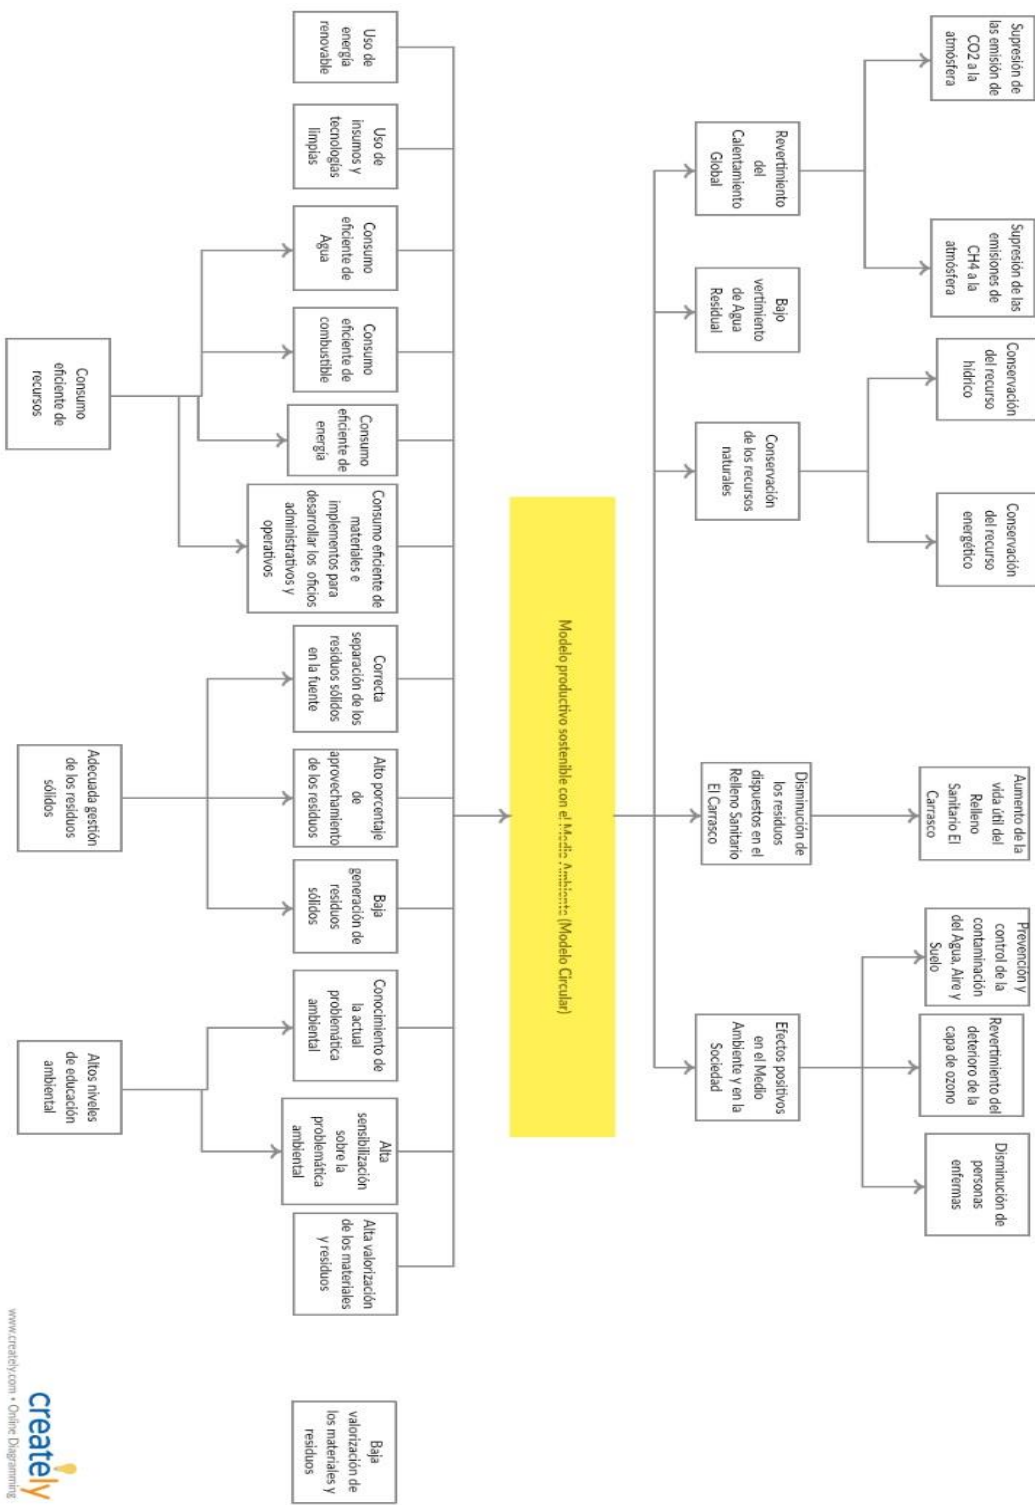 Supresión de
las emisión de
CO2 a la
atmósfera
Supresión de las
emisiones de
CH4 a la
atmósfera
Conservación
del recurso
hídrico
Conservación
del recurso
energético
Aumento de la
vida útil del
Relleno
Sanitario El
Carrasco
Prevención y
control de la
contaminación
del Agua, Aire y
Suelo
Revertimiento del
deterioro de la
capa de ozono
Disminución de
personas
enfermas
Revertimiento
del
Calentamiento
Global
Bajo
vertimiento
de Agua
Residual
Conservación
de los recursos
naturales
Disminución de
los residuos
dispuestos en el
Relleno Sanitario
El Carrasco
Efectos positivos
en el Medio
Ambiente y en la
Sociedad
Modelo productivo sostenible con el Medio Ambiente (Modelo Circular)
Uso de
energía
renovable
Uso de
insumos y
tecnologías
limpias
Consumo
eficiente de
Agua
Consumo
eficiente de
combustible
Consumo
eficiente de
energía
Consumo eficiente de
materiales e
implementos para
desarrollar los oficios
administrativos y
operativos
Correcta
separación de los
residuos sólidos
en la fuente
Alto porcentaje
de
aprovechamiento
de los residuos
Baja
generación de
residuos
sólidos
Conocimiento de
la actual
problemática
ambiental
Alta
sensibilización
sobre la
problemática
ambiental
Alta valorización
de los materiales
y residuos
Baja
valorización de
los materiales y
residuos
Consumo
eficiente de
recursos
Adecuada gestión
de los residuos
sólidos
Altos niveles
de educación
ambiental
creately
www.creately.com • Online Diagramming